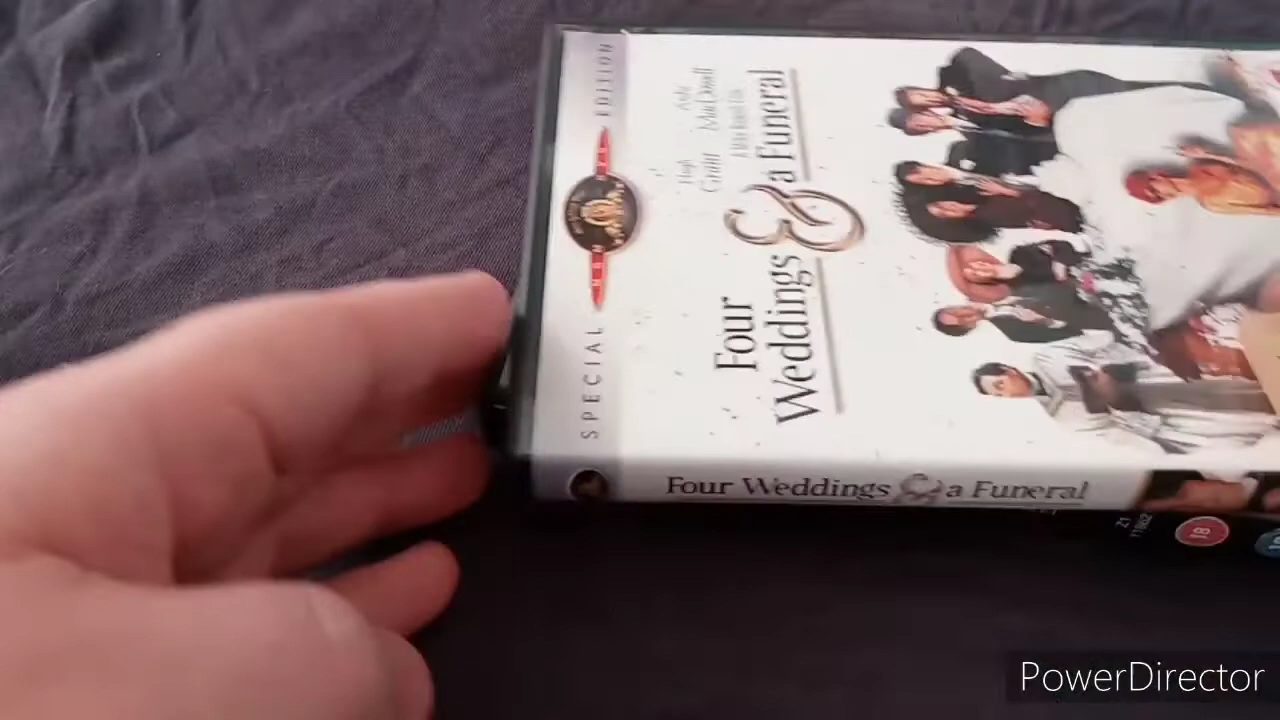 SPECIAL EDITION
Hugh Grant
Andie MacDowell
Four
Weddings & a Funeral
Four Weddings & a Funeral
18
PowerDirector